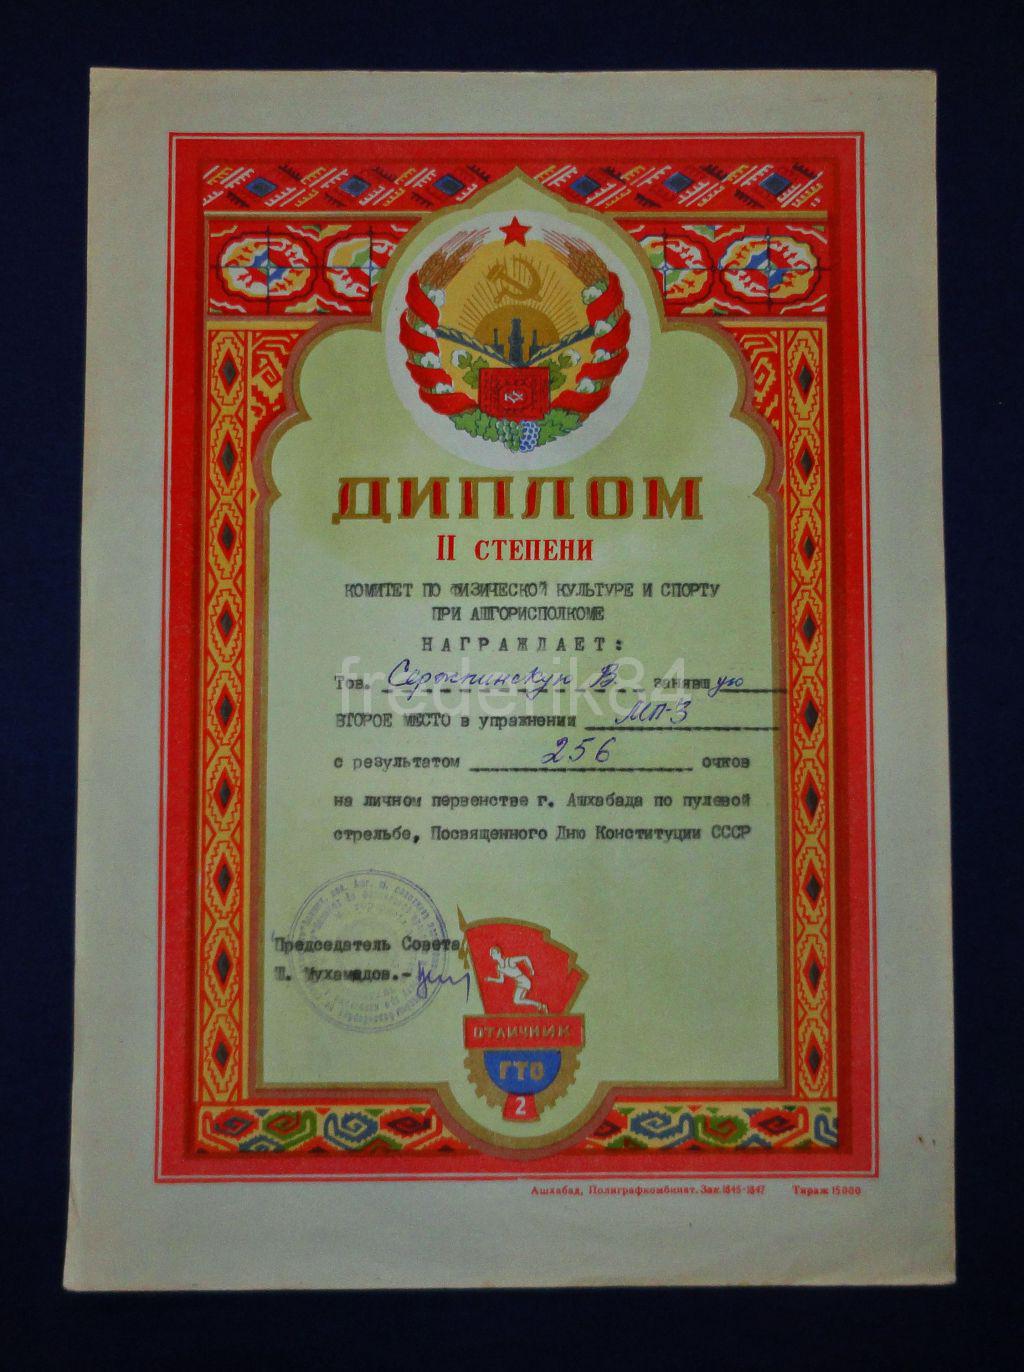 ДИПЛОМ
II СТЕПЕНИ
КОМИТЕТ ПО ФИЗИЧЕСКОЙ КУЛЬТУРЕ И СПОРТУ
ПРИ АШГОРИСПОЛКОМЕ
НАГРАЖДАЕТ:
Тов. В. занявшую
ВТОРОЕ МЕСТО в упражнении МП-3
с результатом 256 очков
на личном первенстве г. Ашхабада по пулевой
стрельбе, Посвященного Дню Конституции СССР
Председатель Совета
Мухамадов.-
ОТЛИЧНИК
ГТО
2
Ашхабад, Полиграфкомбинат. Зак. 1845-1847 Тираж 15000
frederik84